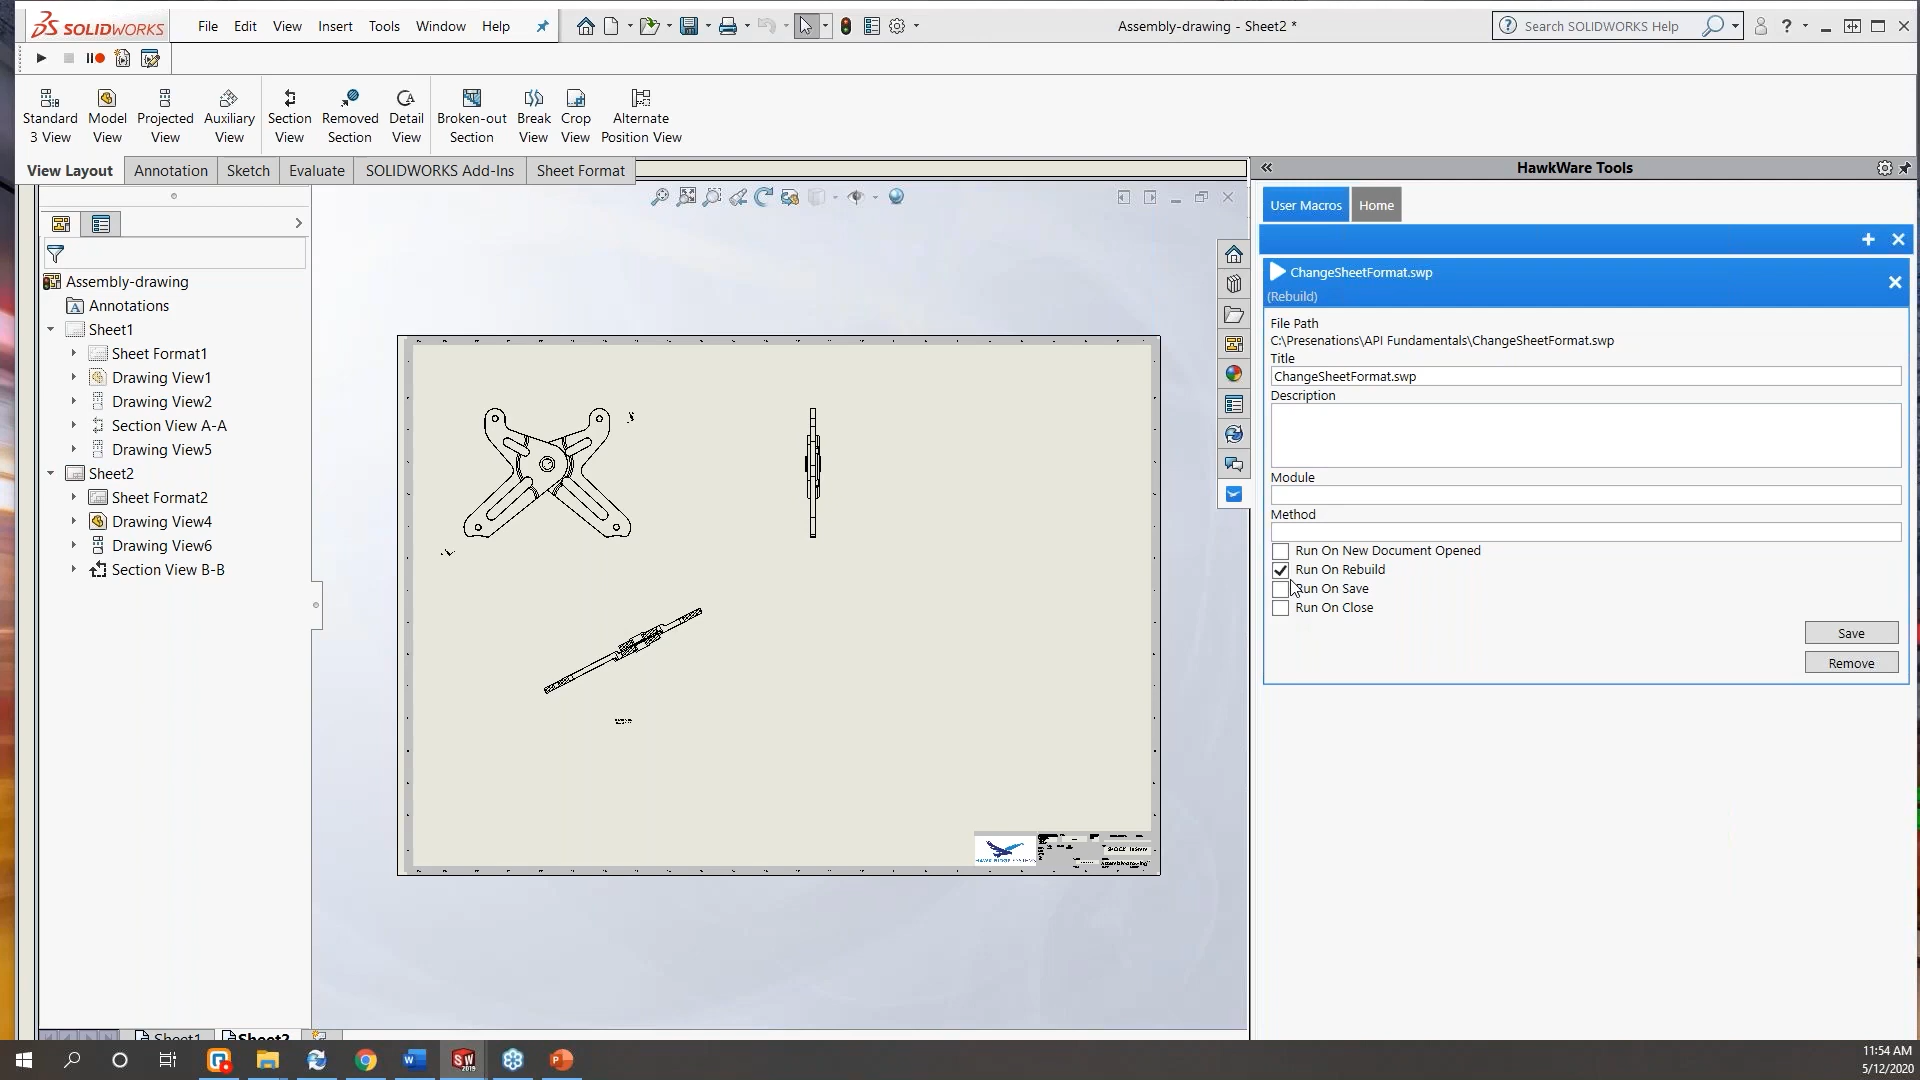 SOLIDWORKS File Edit View Insert Tools Window Help
Assembly-drawing - Sheet2 *
Search SOLIDWORKS Help
Standard 3 View
Model View
Projected View
Auxiliary View
Section View
Removed Section
Detail View
Broken-out Section
Break View
Crop View
Alternate Position View
View Layout Annotation Sketch Evaluate SOLIDWORKS Add-Ins Sheet Format
HawkWare Tools
User Macros Home
Assembly-drawing
Annotations
Sheet1
Sheet Format1
Drawing View1
Drawing View2
Section View A-A
Drawing View5
Sheet2
Sheet Format2
Drawing View4
Drawing View6
Section View B-B
ChangeSheetFormat.swp
(Rebuild)
File Path
C:\Presenations\API Fundamentals\ChangeSheetFormat.swp
Title
ChangeSheetFormat.swp
Description
Module
Method
Run On New Document Opened
Run On Rebuild
Run On Save
Run On Close
Save
Remove
Sheet1 Sheet2
11:54 AM
5/12/2020